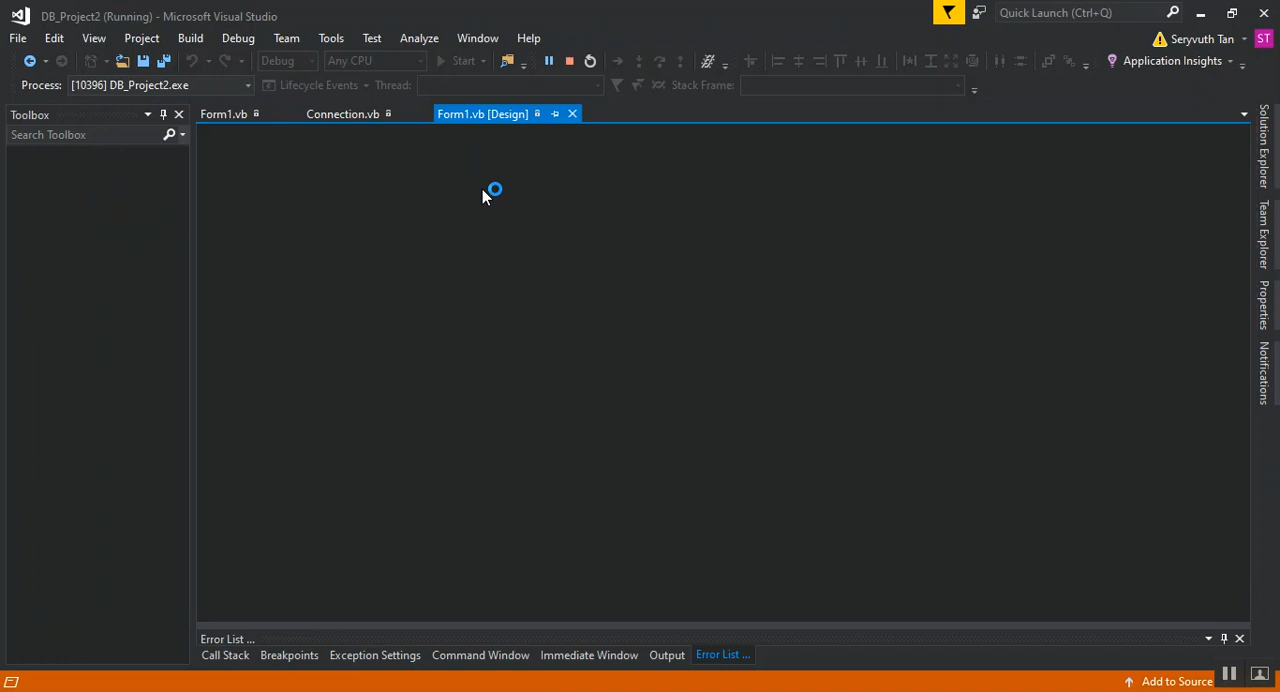 DB_Project2 (Running) - Microsoft Visual Studio
Quick Launch (Ctrl+Q)
File Edit View Project Build Debug Team Tools Test Analyze Window Help
Seryvuth Tan ST
Debug Any CPU Start Application Insights
Process: [10396] DB_Project2.exe Lifecycle Events Thread: Stack Frame:
Toolbox
Form1.vb Connection.vb Form1.vb [Design]
Search Toolbox
Solution Explorer
Team Explorer
Properties
Notifications
Error List ...
Call Stack Breakpoints Exception Settings Command Window Immediate Window Output Error List ...
Add to Source